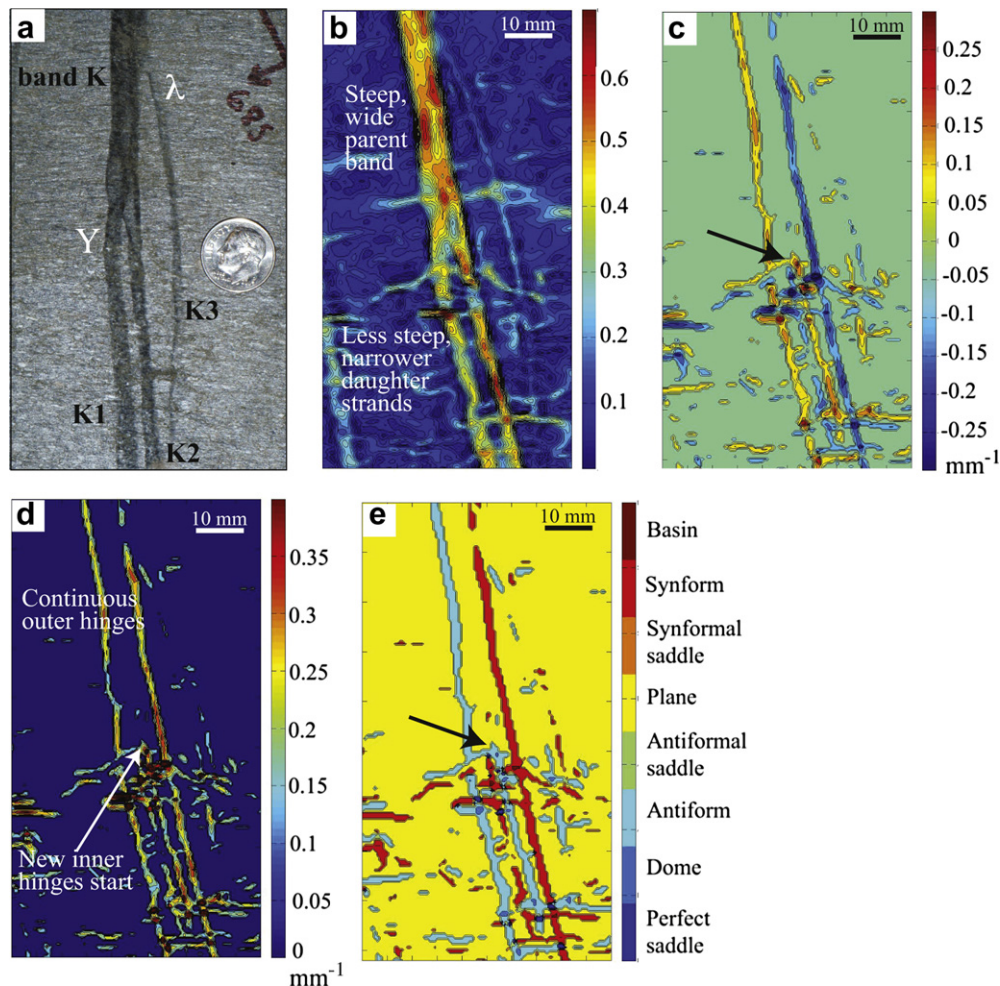 a
band K
λ
685
Y
K3
K1
K2
b
10 mm
Steep,
wide
parent
band
Less steep,
narrower
daughter
strands
0.6
0.5
0.4
0.3
0.2
0.1
c
10 mm
0.25
0.2
0.15
0.1
0
-0.05
-0.1
-0.15
-0.2
-0.25
mm-1
d
10 mm
Continuous
outer hinges
New inner
hinges start
0.35
0.3
0.25
0.2
0.15
0.1
0.05
0
mm-1
e
10 mm
Basin
Synform
Synformal
saddle
Plane
Antiformal
saddle
Antiform
Dome
Perfect
saddle